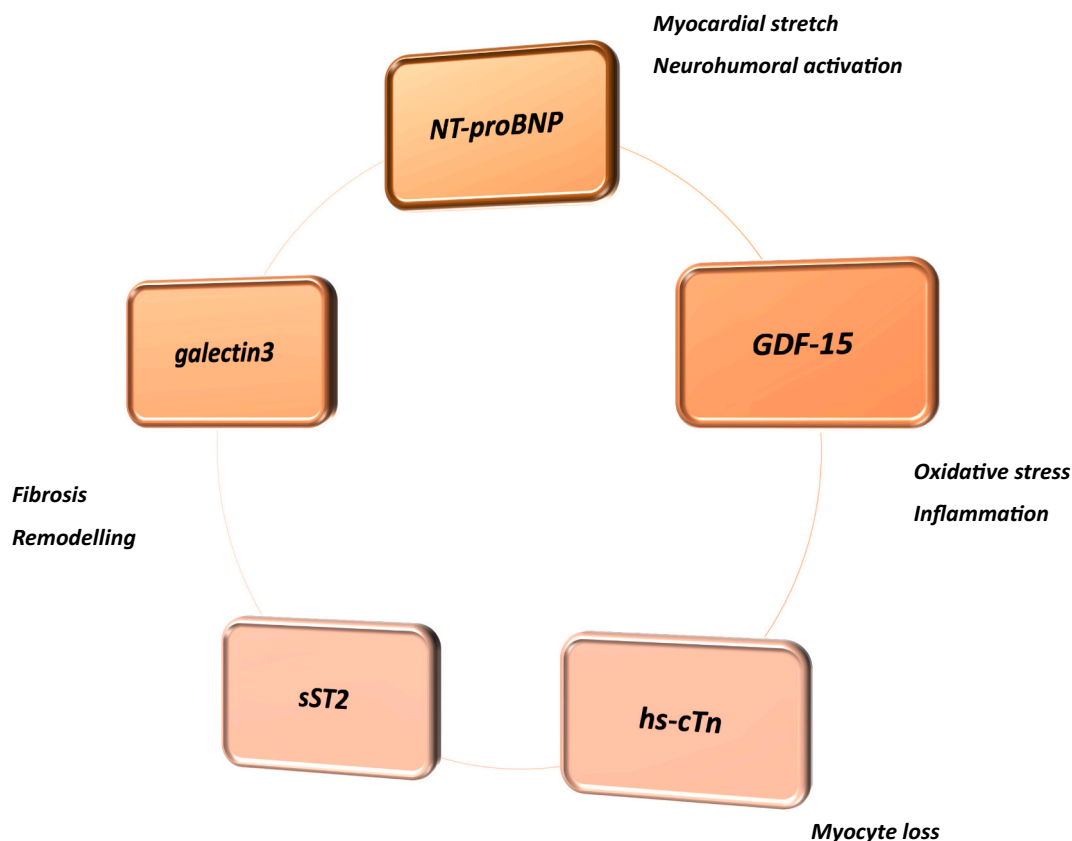 Myocardial stretch
Neurohumoral activation
NT-proBNP
GDF-15
galectin3
Oxidative stress
Inflammation
Fibrosis
Remodelling
sST2
hs-cTn
Myocyte loss